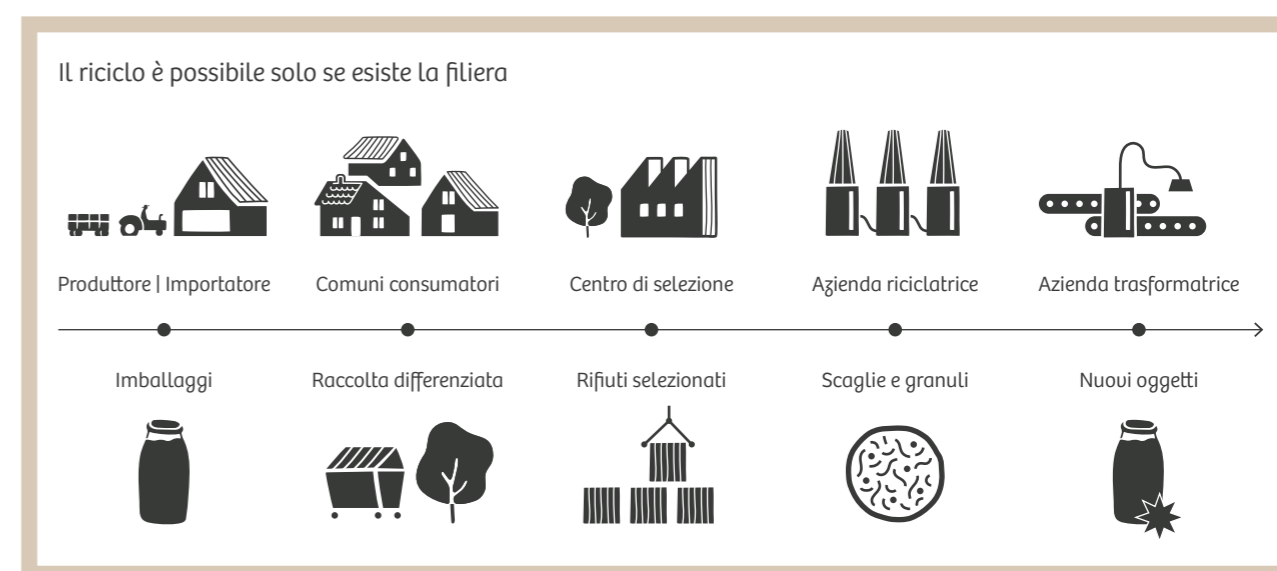 Il riciclo è possibile solo se esiste la filiera
Produttore | Importatore
Comuni consumatori
Centro di selezione
Azienda riciclatrice
Azienda trasformatrice
Imballaggi
Raccolta differenziata
Rifiuti selezionati
Scaglie e granuli
Nuovi oggetti